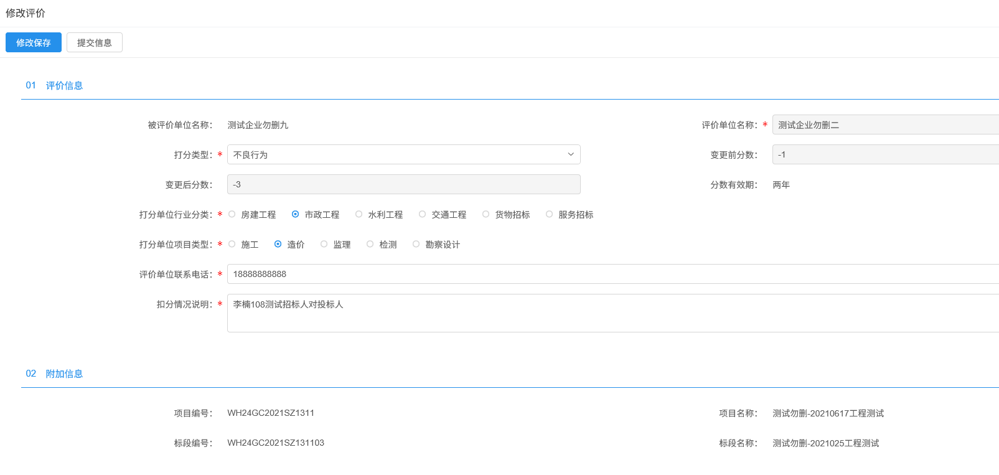 修改评价
修改保存 提交信息
01 评价信息
被评价单位名称： 测试企业勿删九 评价单位名称：* 测试企业勿删二
打分类型：* 不良行为 变更前分数： -1
变更后分数： -3 分数有效期： 两年
打分单位行业分类：* 房建工程 市政工程 水利工程 交通工程 货物招标 服务招标
打分单位项目类型：* 施工 造价 监理 检测 勘察设计
评价单位联系电话：* 18888888888
扣分情况说明：* 李楠108测试招标人对投标人
02 附加信息
项目编号： WH24GC2021SZ1311 项目名称： 测试勿删-20210617工程测试
标段编号： WH24GC2021SZ131103 标段名称： 测试勿删-2021025工程测试